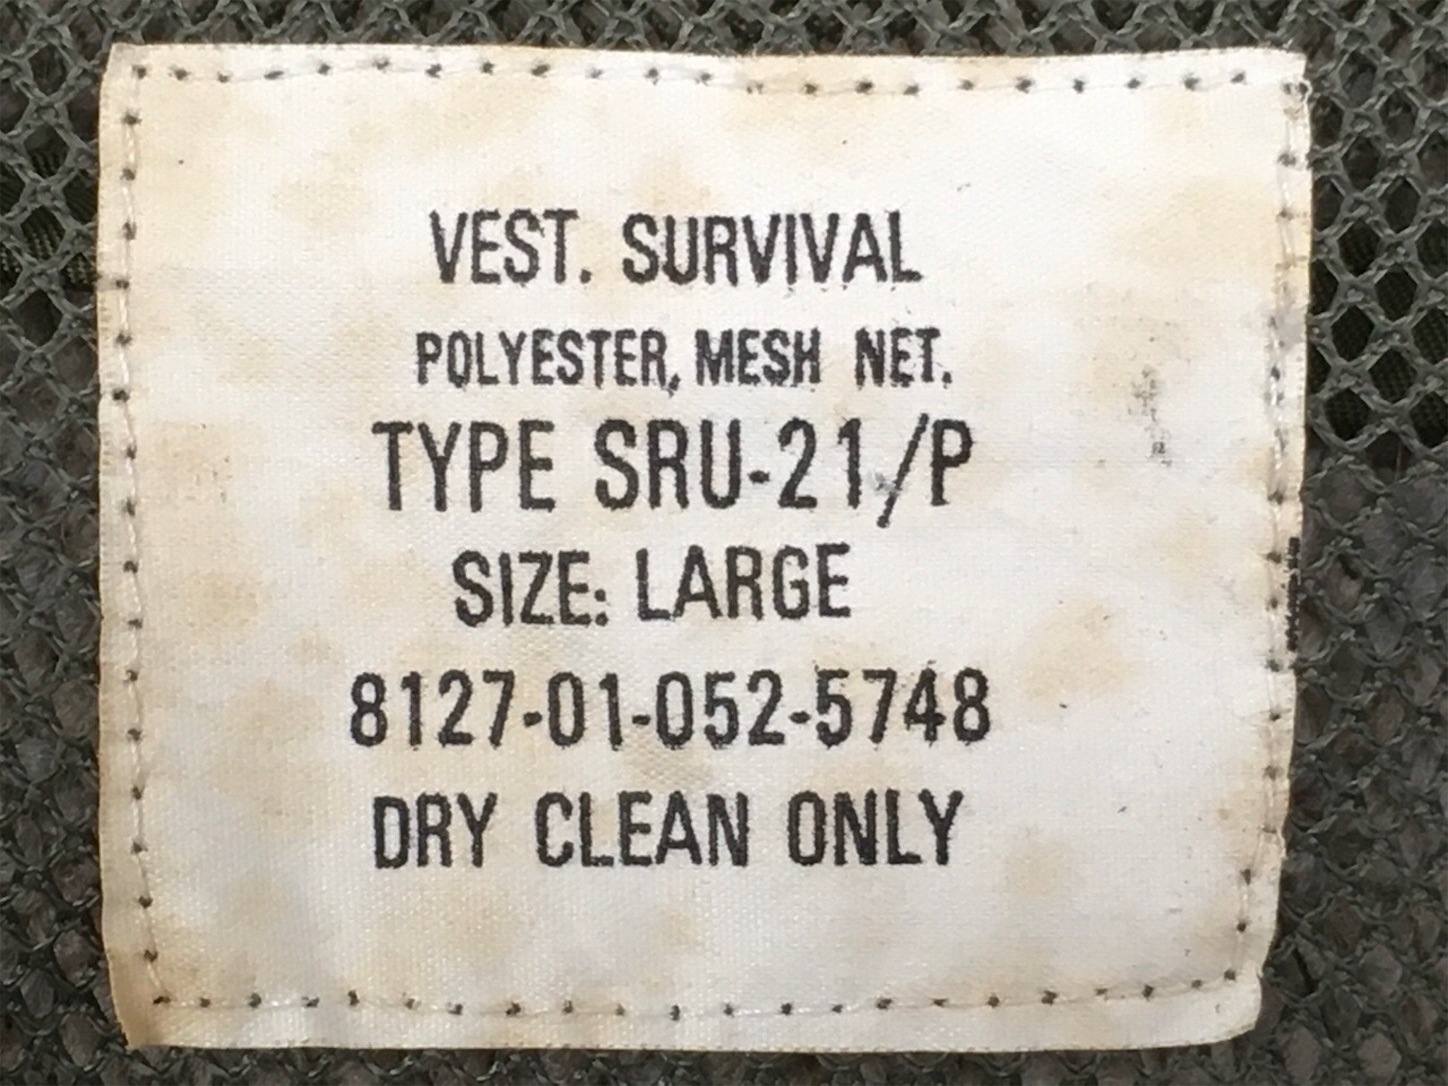 VEST. SURVIVAL
POLYESTER, MESH NET.
TYPE SRU-21/P
SIZE: LARGE
8127-01-052-5748
DRY CLEAN ONLY